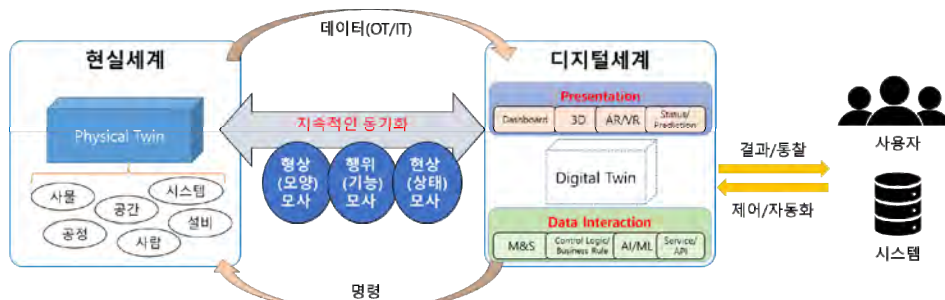 데이터(OT/IT)
현실세계
Physical Twin
사물
시스템
공간
설비
공정
사람
지속적인 동기화
형상
(모양)
모사
행위
(기능)
모사
현상
(상태)
모사
디지털세계
Presentation
Dashboard
3D
AR/VR
Status/
Prediction
Digital Twin
Data Interaction
M&S
Control Logic/
Business Rule
AI/ML
Service/
API
명령
결과/통찰
제어/자동화
사용자
시스템